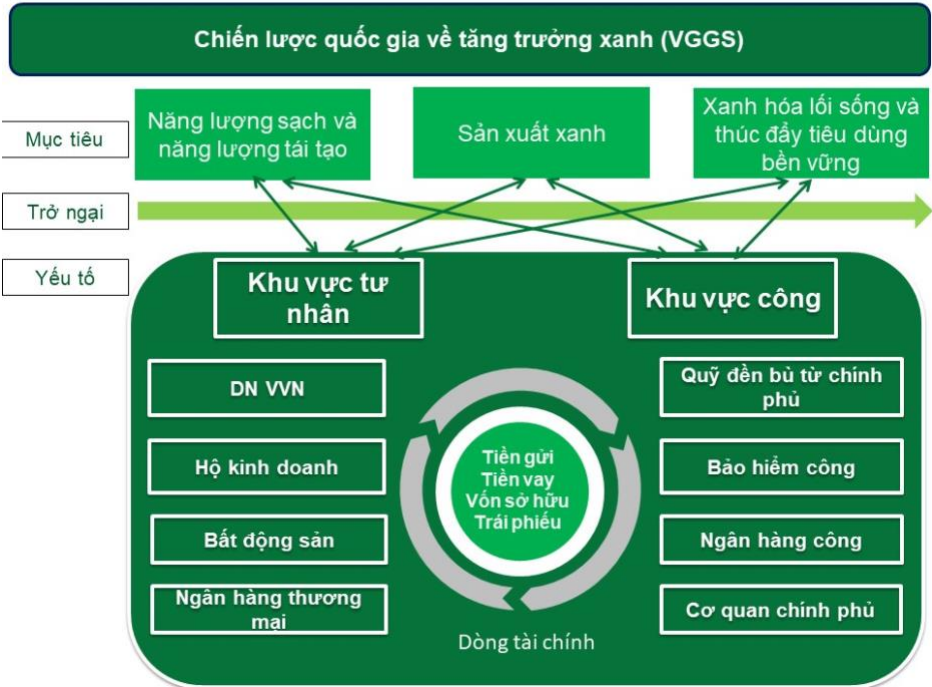 Chiến lược quốc gia về tăng trưởng xanh (VGGS)
Mục tiêu
Năng lượng sạch và
năng lượng tái tạo
Sản xuất xanh
Xanh hóa lối sống và
thúc đẩy tiêu dùng
bền vững
Trở ngại
Yếu tố
Khu vực tư
nhân
Khu vực công
DN VVN
Hộ kinh doanh
Bất động sản
Ngân hàng thương
mại
Tiền gửi
Tiền vay
Vốn sở hữu
Trái phiếu
Dòng tài chính
Quỹ đền bù từ chính
phủ
Bảo hiểm công
Ngân hàng công
Cơ quan chính phủ